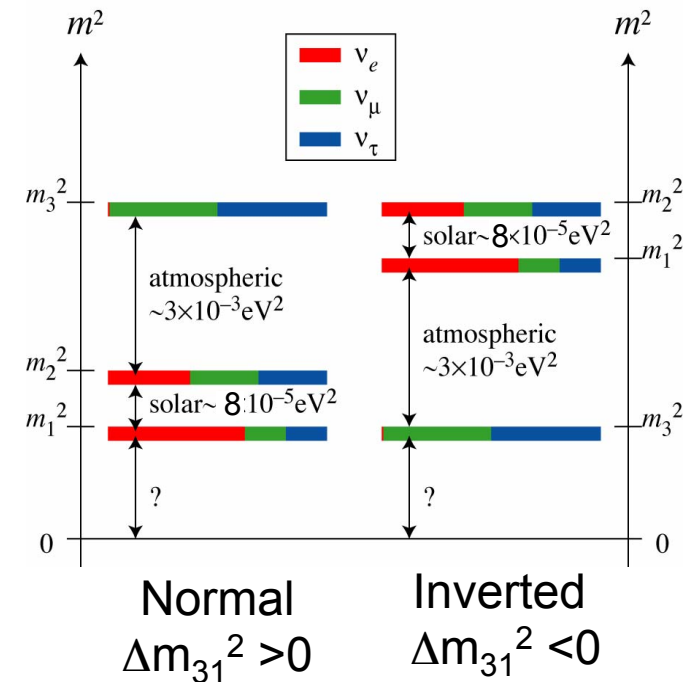 m²
m²
νₑ
ν_μ
ν_τ
m₃²
m₂²
solar~8×10⁻⁵eV²
m₁²
atmospheric
~3×10⁻³eV²
atmospheric
~3×10⁻³eV²
m₂²
solar~ 8 10⁻⁵eV²
m₁²
m₃²
?
?
0
0
Normal
Δm₃₁² >0
Inverted
Δm₃₁² <0